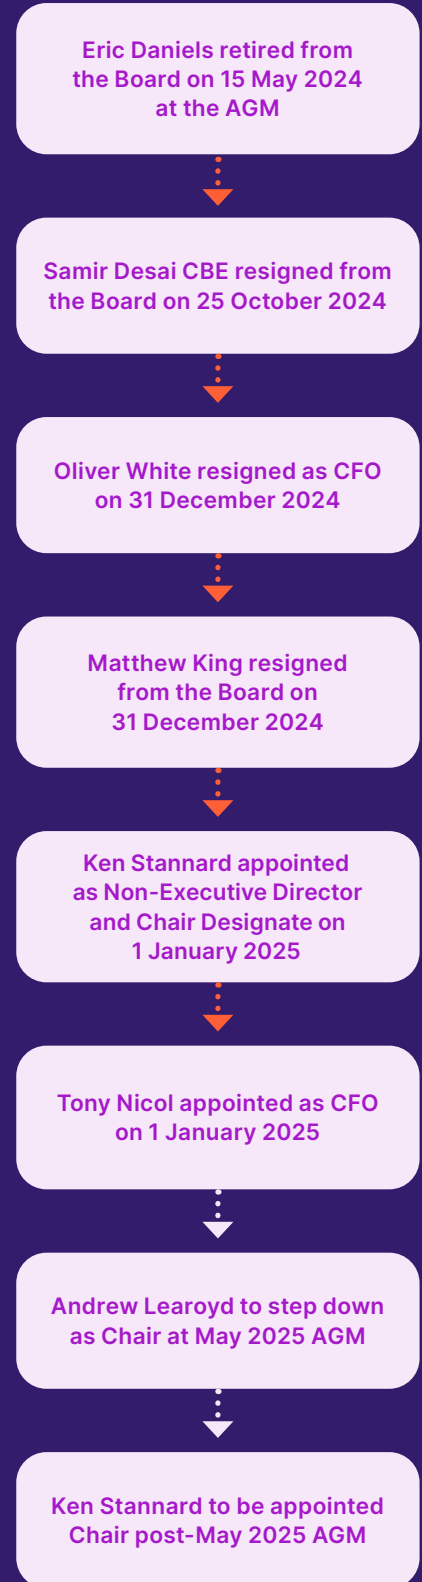 Eric Daniels retired from
the Board on 15 May 2024
at the AGM
Samir Desai CBE resigned from
the Board on 25 October 2024
Oliver White resigned as CFO
on 31 December 2024
Matthew King resigned
from the Board on
31 December 2024
Ken Stannard appointed
as Non-Executive Director
and Chair Designate on
1 January 2025
Tony Nicol appointed as CFO
on 1 January 2025
Andrew Learoyd to step down
as Chair at May 2025 AGM
Ken Stannard to be appointed
Chair post-May 2025 AGM